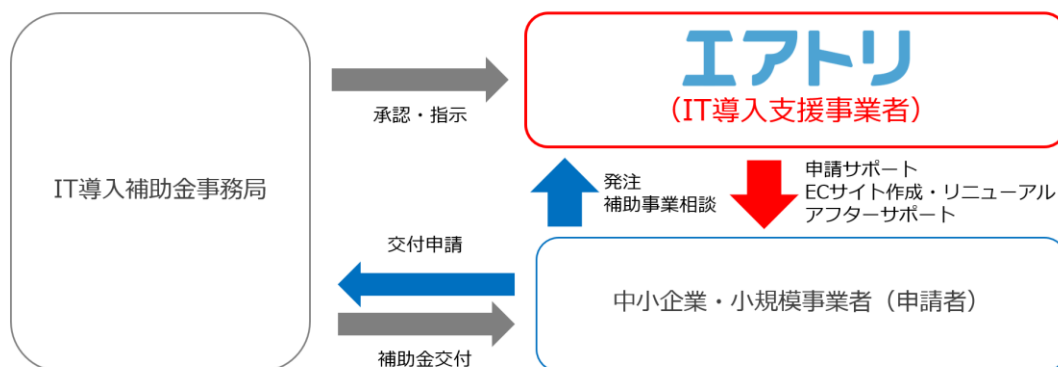 エアトリ
(IT導入支援事業者)
承認・指示
IT導入補助金事務局
発注
補助事業相談
申請サポート
ECサイト作成・リニューアル
アフターサポート
交付申請
中小企業・小規模事業者（申請者）
補助金交付